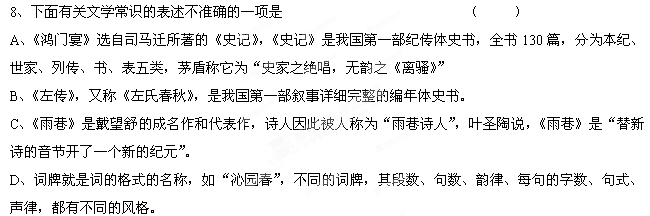 8、下面有关文学常识的表述不准确的一项是 （ ）
A、《鸿门宴》选自司马迁所著的《史记》，《史记》是我国第一部纪传体史书，全书 130 篇，分为本纪、
世家、列传、书、表五类，茅盾称它为“史家之绝唱，无韵之《离骚》”
B、《左传》，又称《左氏春秋》，是我国第一部叙事详细完整的编年体史书。
C、《雨巷》是戴望舒的成名作和代表作，诗人因此被人称为“雨巷诗人”，叶圣陶说，《雨巷》是“替新
诗的音节开了一个新的纪元”。
D、词牌就是词的格式的名称，如“沁园春”，不同的词牌，其段数、句数、韵律、每句的字数、句式、
声律，都有不同的风格。